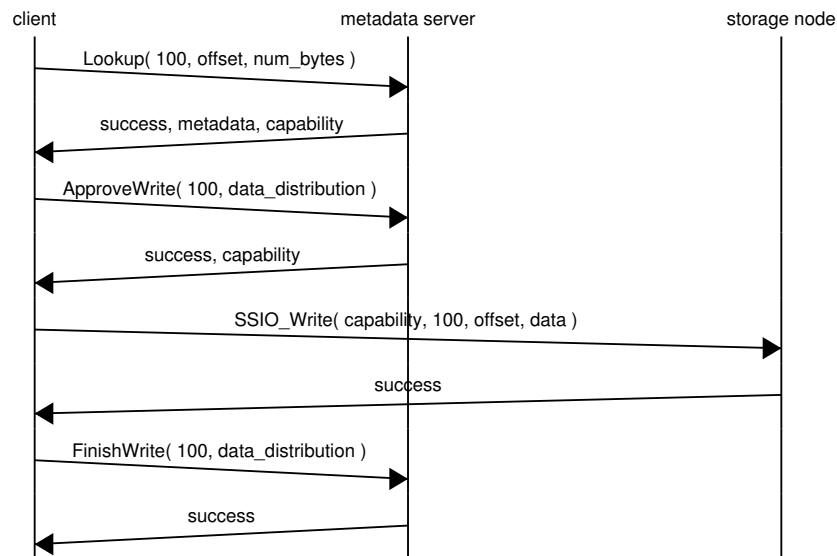 client metadata server storage node
Lookup( 100, offset, num_bytes )
success, metadata, capability
ApproveWrite( 100, data_distribution )
success, capability
SSIO_Write( capability, 100, offset, data )
success
FinishWrite( 100, data_distribution )
success